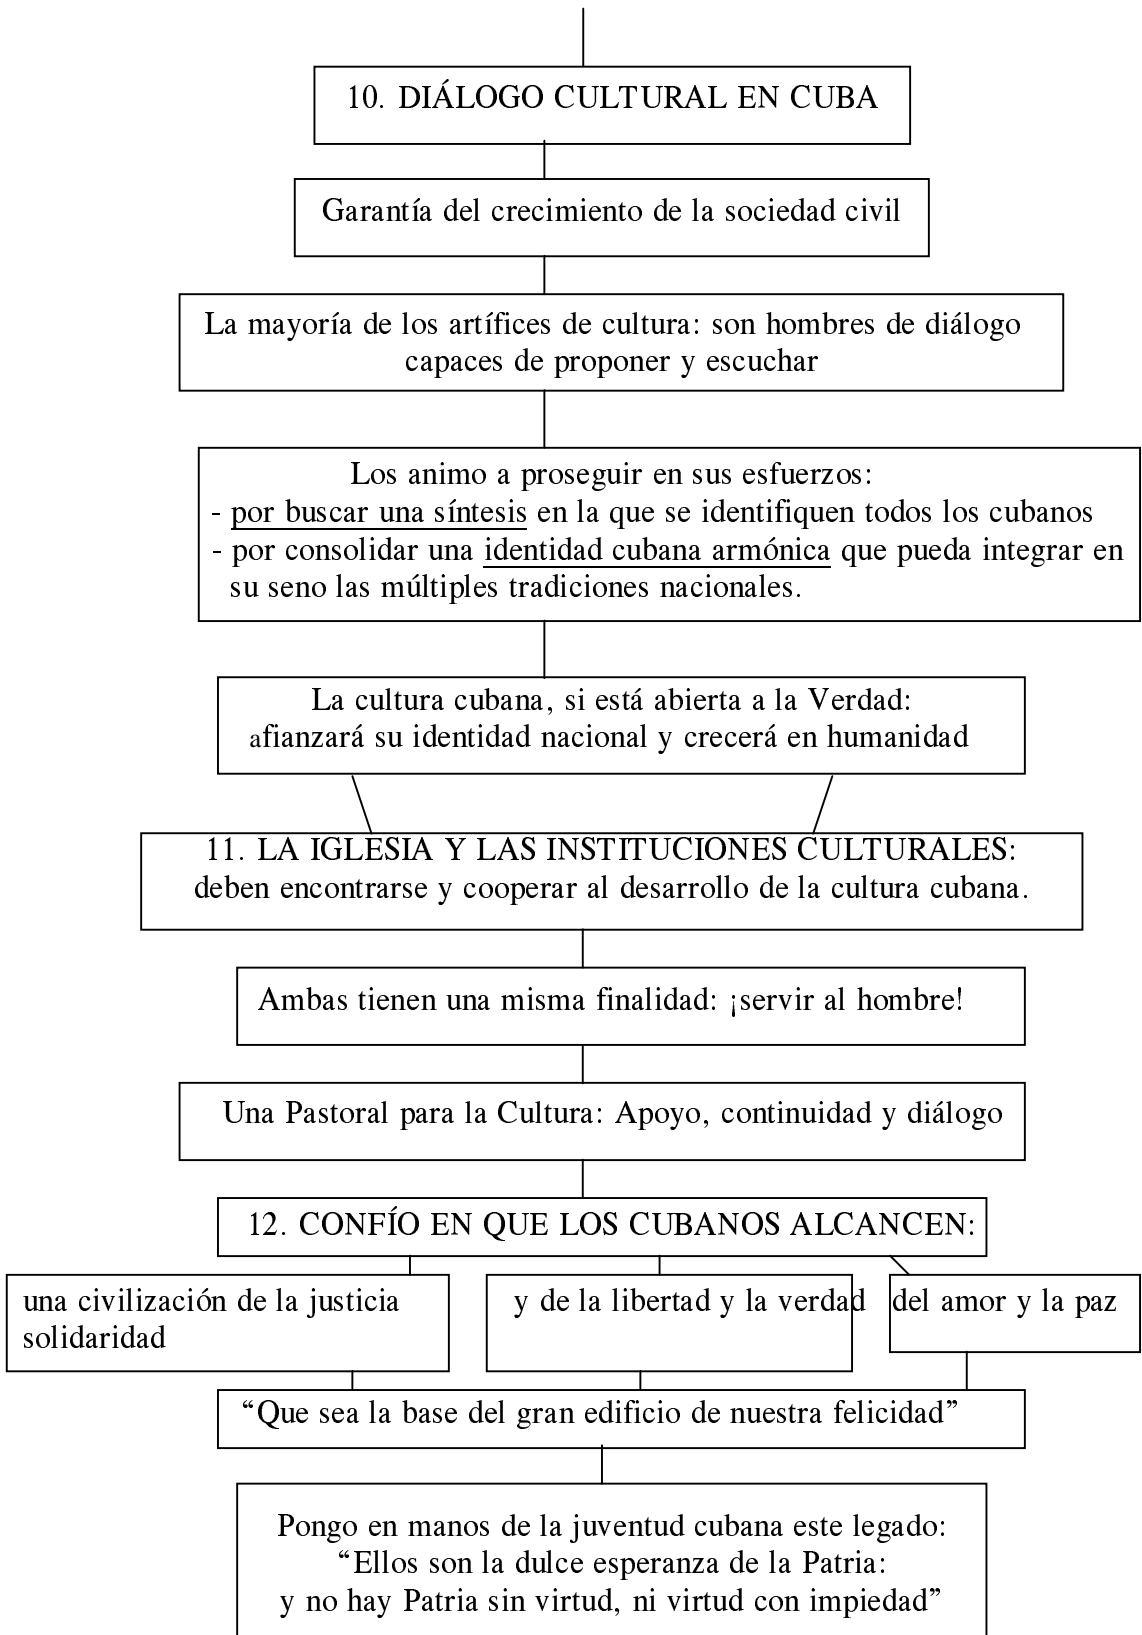 10. DIÁLOGO CULTURAL EN CUBA
Garantía del crecimiento de la sociedad civil
La mayoría de los artífices de cultura: son hombres de diálogo
capaces de proponer y escuchar
Los animo a proseguir en sus esfuerzos:
- por buscar una síntesis en la que se identifiquen todos los cubanos
- por consolidar una identidad cubana armónica que pueda integrar en
su seno las múltiples tradiciones nacionales.
La cultura cubana, si está abierta a la Verdad:
afianzará su identidad nacional y crecerá en humanidad
11. LA IGLESIA Y LAS INSTITUCIONES CULTURALES:
deben encontrarse y cooperar al desarrollo de la cultura cubana.
Ambas tienen una misma finalidad: ¡servir al hombre!
Una Pastoral para la Cultura: Apoyo, continuidad y diálogo
12. CONFÍO EN QUE LOS CUBANOS ALCANCEN:
una civilización de la justicia
solidaridad
y de la libertad y la verdad
del amor y la paz
“Que sea la base del gran edificio de nuestra felicidad”
Pongo en manos de la juventud cubana este legado:
“Ellos son la dulce esperanza de la Patria:
y no hay Patria sin virtud, ni virtud con impiedad”